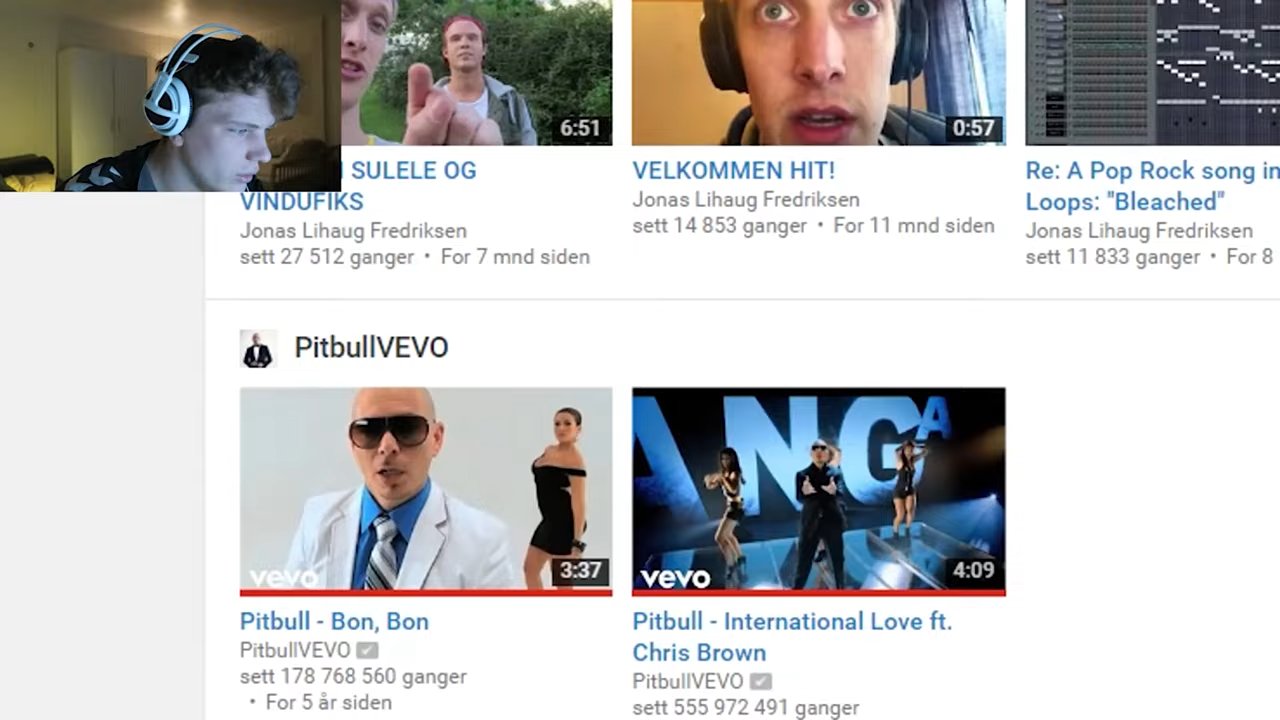 6:51
0:57
SULELE OG
VINDUFIKS
Jonas Lihaug Fredriksen
sett 27 512 ganger • For 7 mnd siden
VELKOMMEN HIT!
Jonas Lihaug Fredriksen
sett 14 853 ganger • For 11 mnd siden
Re: A Pop Rock song in
Loops: "Bleached"
Jonas Lihaug Fredriksen
sett 11 833 ganger • For 8
PitbullVEVO
vevo
3:37
ANG
A
vevo
4:09
Pitbull - Bon, Bon
PitbullVEVO
sett 178 768 560 ganger
• For 5 år siden
Pitbull - International Love ft.
Chris Brown
PitbullVEVO
sett 555 972 491 ganger